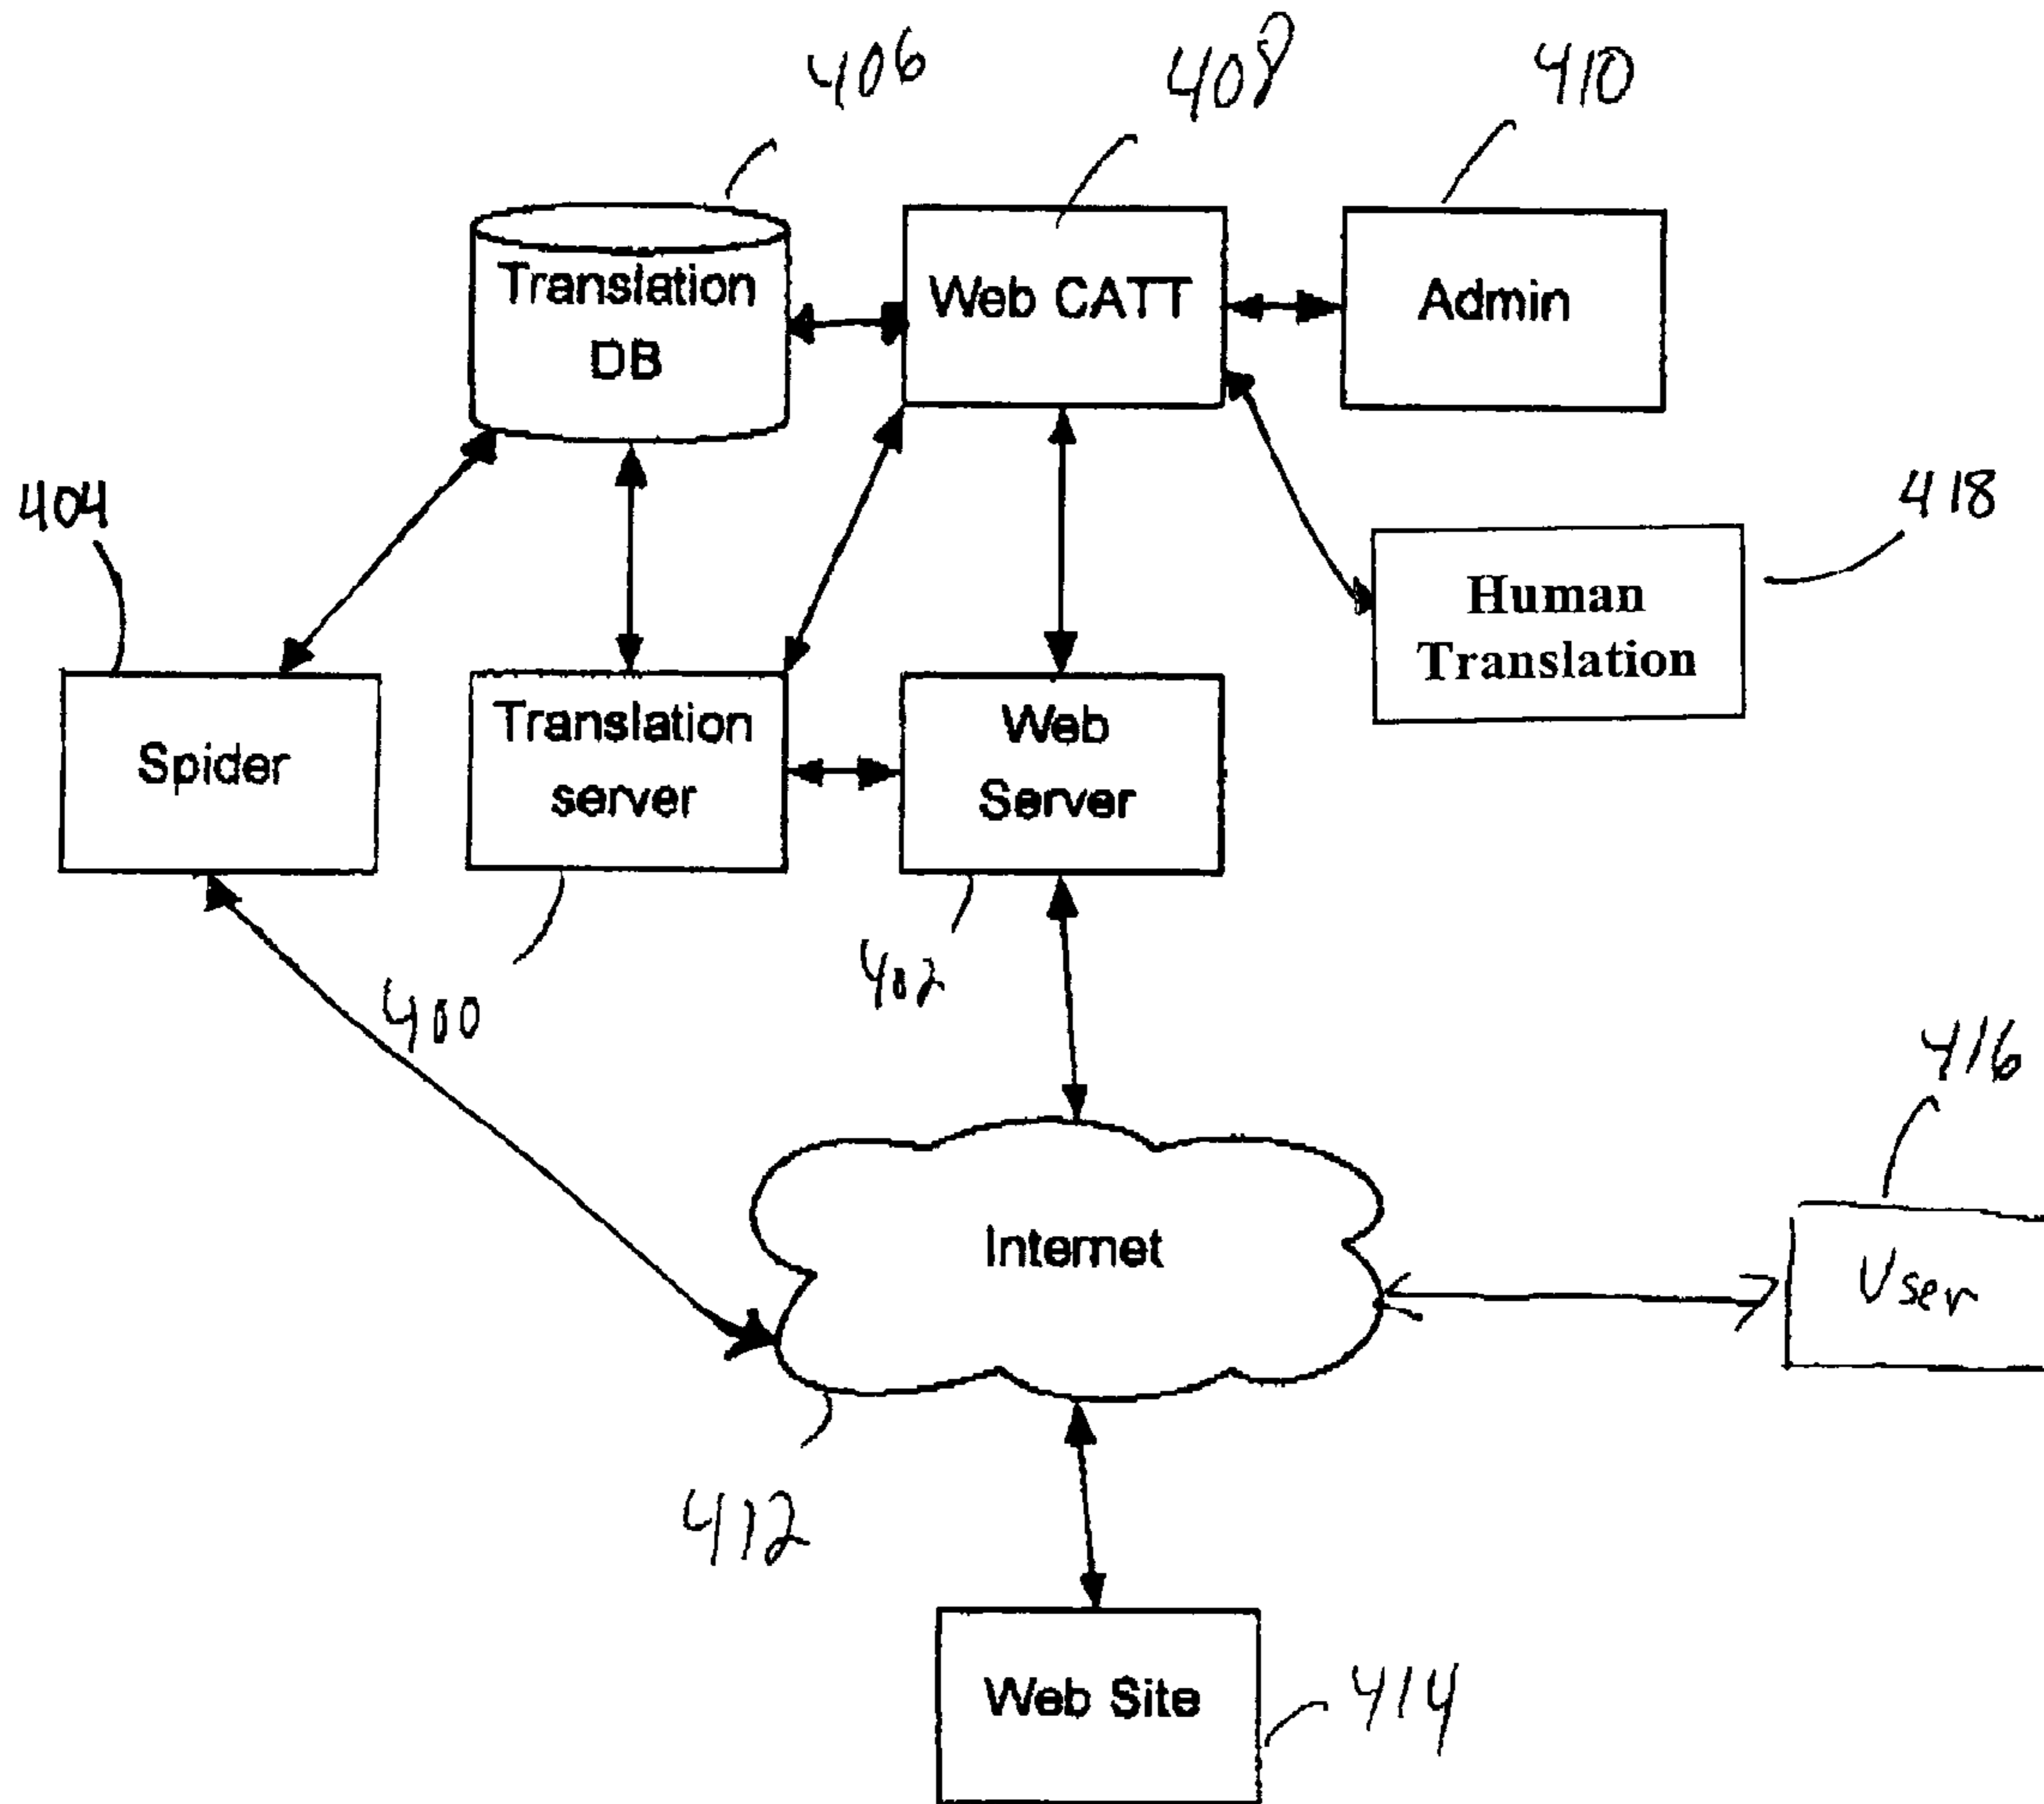 406
408
410
Translation
DB
Web CATT
Admin
404
418
Human
Translation
Spider
Translation
server
Web
Server
400
402
416
Internet
User
412
Web Site
414